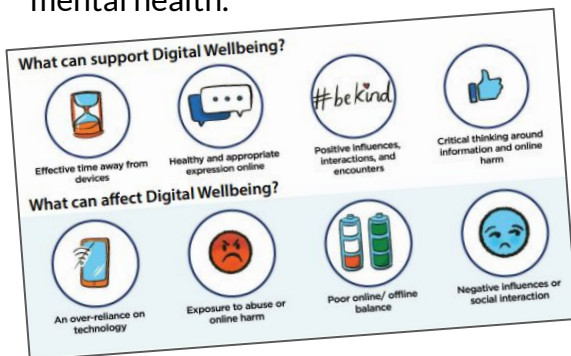 mental health.
What can support Digital Wellbeing?
#bekind
Effective time away from
devices
Healthy and appropriate
expression online
Positive influences,
interactions, and
encounters
Critical thinking around
information and online
harm
What can affect Digital Wellbeing?
An over-reliance on
technology
Exposure to abuse or
online harm
Poor online/ offline
balance
Negative influences or
social interaction